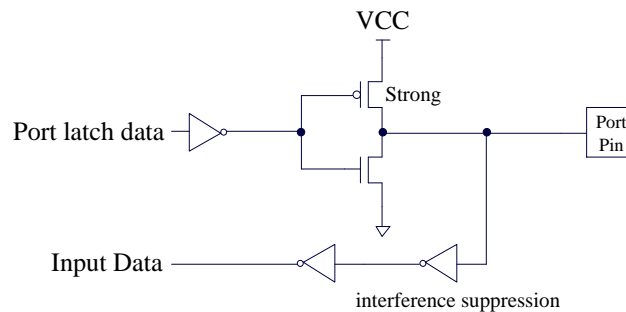 VCC
Strong
Port latch data
Port
Pin
Input Data
interference suppression